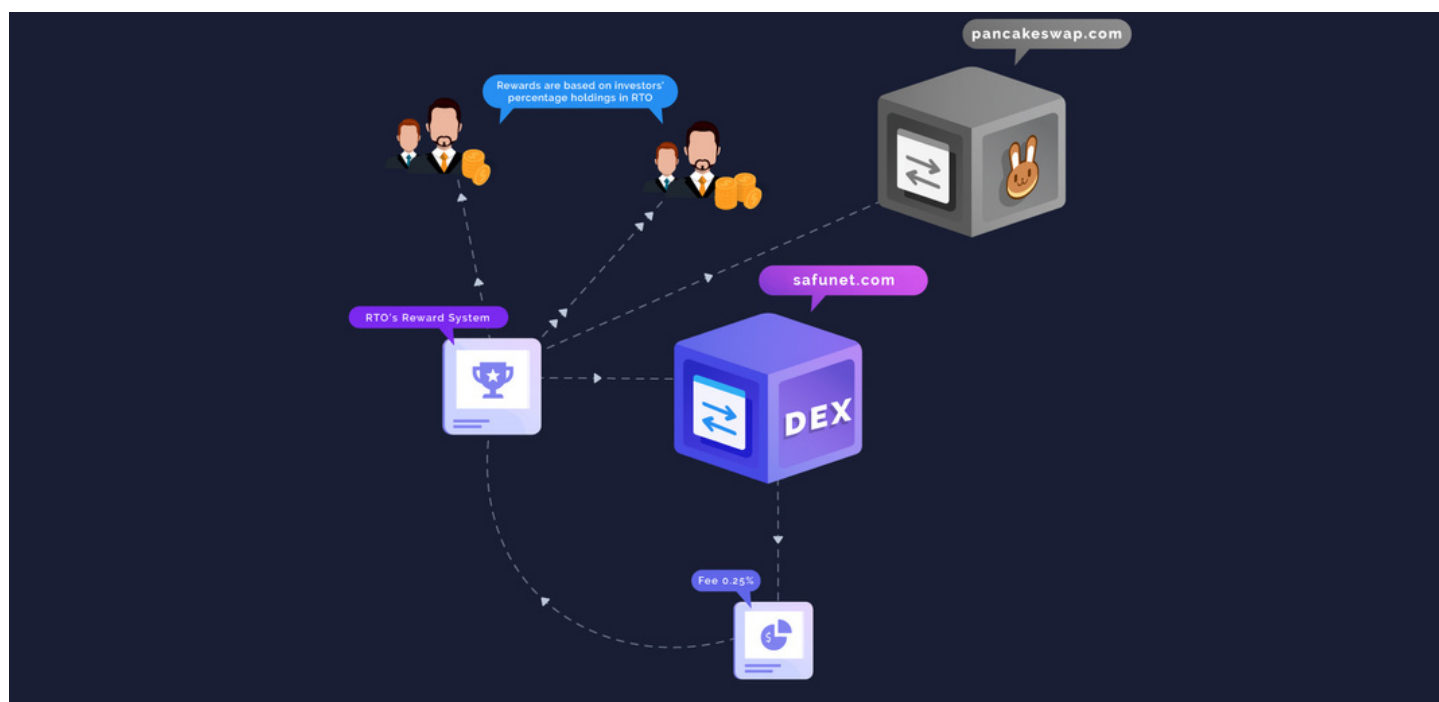 pancakeswap.com
Rewards are based on investors'
percentage holdings in RTO
safunet.com
RTO's Reward System
DEX
Fee 0.25%
$